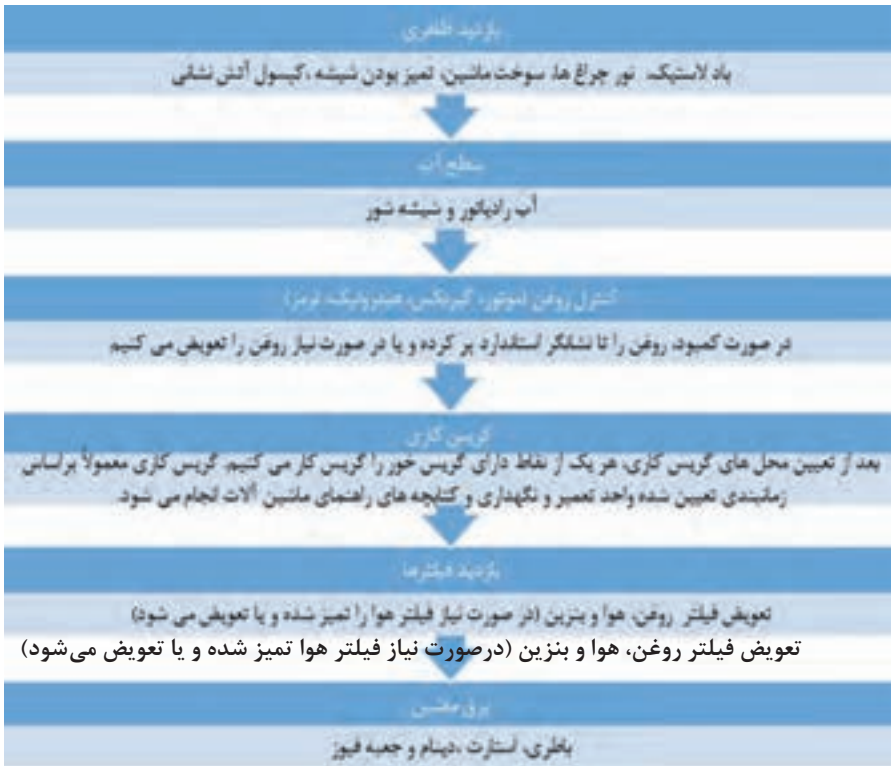 بازدید ظاهری
باد لاستیک، نور چراغ ها، سوخت ماشین، تمیز بودن شیشه، کپسول آتش نشانی
سطح آب
آب رادیاتور و شیشه شور
کنترل روغن (موتور، گیربکس، هیدرولیک، ترمز)
در صورت کمبود، روغن را تا نشانگر استاندارد پر کرده و یا در صورت نیاز روغن را تعویض می کنیم
گریس کاری
بعد از تعیین محل های گریس کاری، هر یک از نقاط دارای گریس خور را گریس کار می کنیم. گریس کاری معمولاً براساس
زمانبندی تعیین شده واحد تعمیر و نگهداری و کتابچه های راهنمای ماشین آلات انجام می شود.
بازدید فیلترها
تعویض فیلتر روغن، هوا و بنزین (در صورت نیاز فیلتر هوا را تمیز شده و یا تعویض می شود)
تعویض فیلتر روغن، هوا و بنزین (درصورت نیاز فیلتر هوا تمیز شده و یا تعویض می‌شود)
برق ماشین
باطری، استارت ،دینام و جعبه فیوز